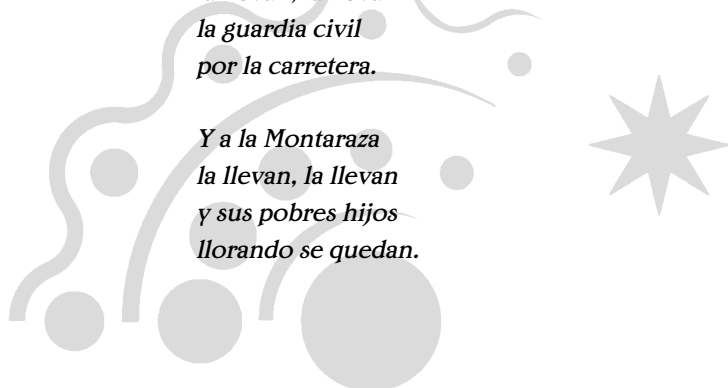 la guardia civil
por la carretera.
Y a la Montaraza
la llevan, la llevan
y sus pobres hijos
llorando se quedan.